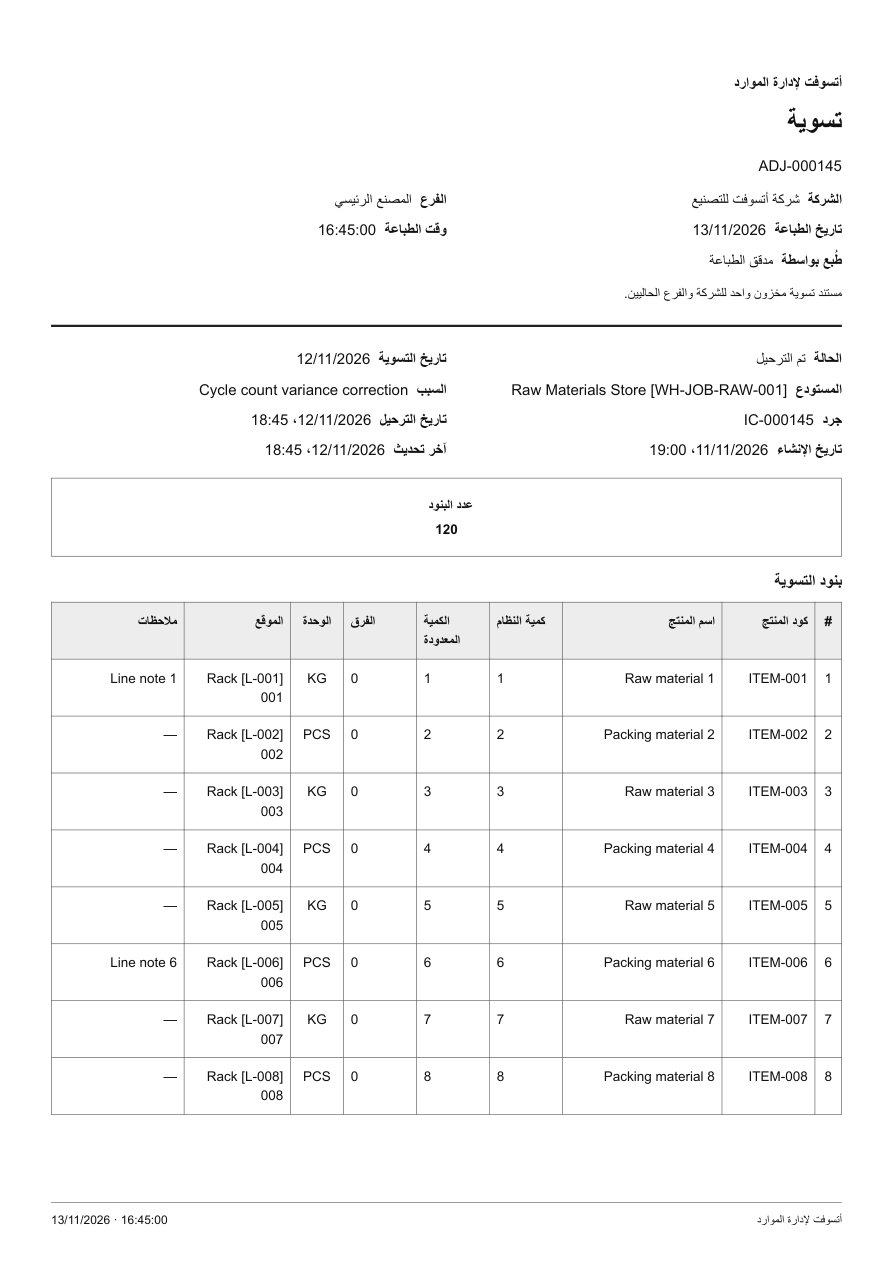 أتسوفت لإدارة الموارد
تسوية
ADJ-000145
الشركة شركة أتسوفت للتصنيع الفرع المصنع الرئيسي
تاريخ الطباعة 13/11/2026 وقت الطباعة 16:45:00
طُبع بواسطة مدقق الطباعة
مستند تسوية مخزون واحد للشركة والفرع الحاليين.
الحالة تم الترحيل تاريخ التسوية 12/11/2026
المستودع Raw Materials Store [WH-JOB-RAW-001] السبب Cycle count variance correction
جرد IC-000145 تاريخ الترحيل 12/11/2026، 18:45
تاريخ الإنشاء 11/11/2026، 19:00 آخر تحديث 12/11/2026، 18:45
عدد البنود
120
بنود التسوية
# كود المنتج اسم المنتج كمية النظام الكمية المعدودة الفرق الوحدة الموقع ملاحظات
1 ITEM-001 Raw material 1 1 1 0 KG Rack [L-001] 001 Line note 1
2 ITEM-002 Packing material 2 2 2 0 PCS Rack [L-002] 002 —
3 ITEM-003 Raw material 3 3 3 0 KG Rack [L-003] 003 —
4 ITEM-004 Packing material 4 4 4 0 PCS Rack [L-004] 004 —
5 ITEM-005 Raw material 5 5 5 0 KG Rack [L-005] 005 —
6 ITEM-006 Packing material 6 6 6 0 PCS Rack [L-006] 006 Line note 6
7 ITEM-007 Raw material 7 7 7 0 KG Rack [L-007] 007 —
8 ITEM-008 Packing material 8 8 8 0 PCS Rack [L-008] 008 —
أتسوفت لإدارة الموارد 13/11/2026 · 16:45:00